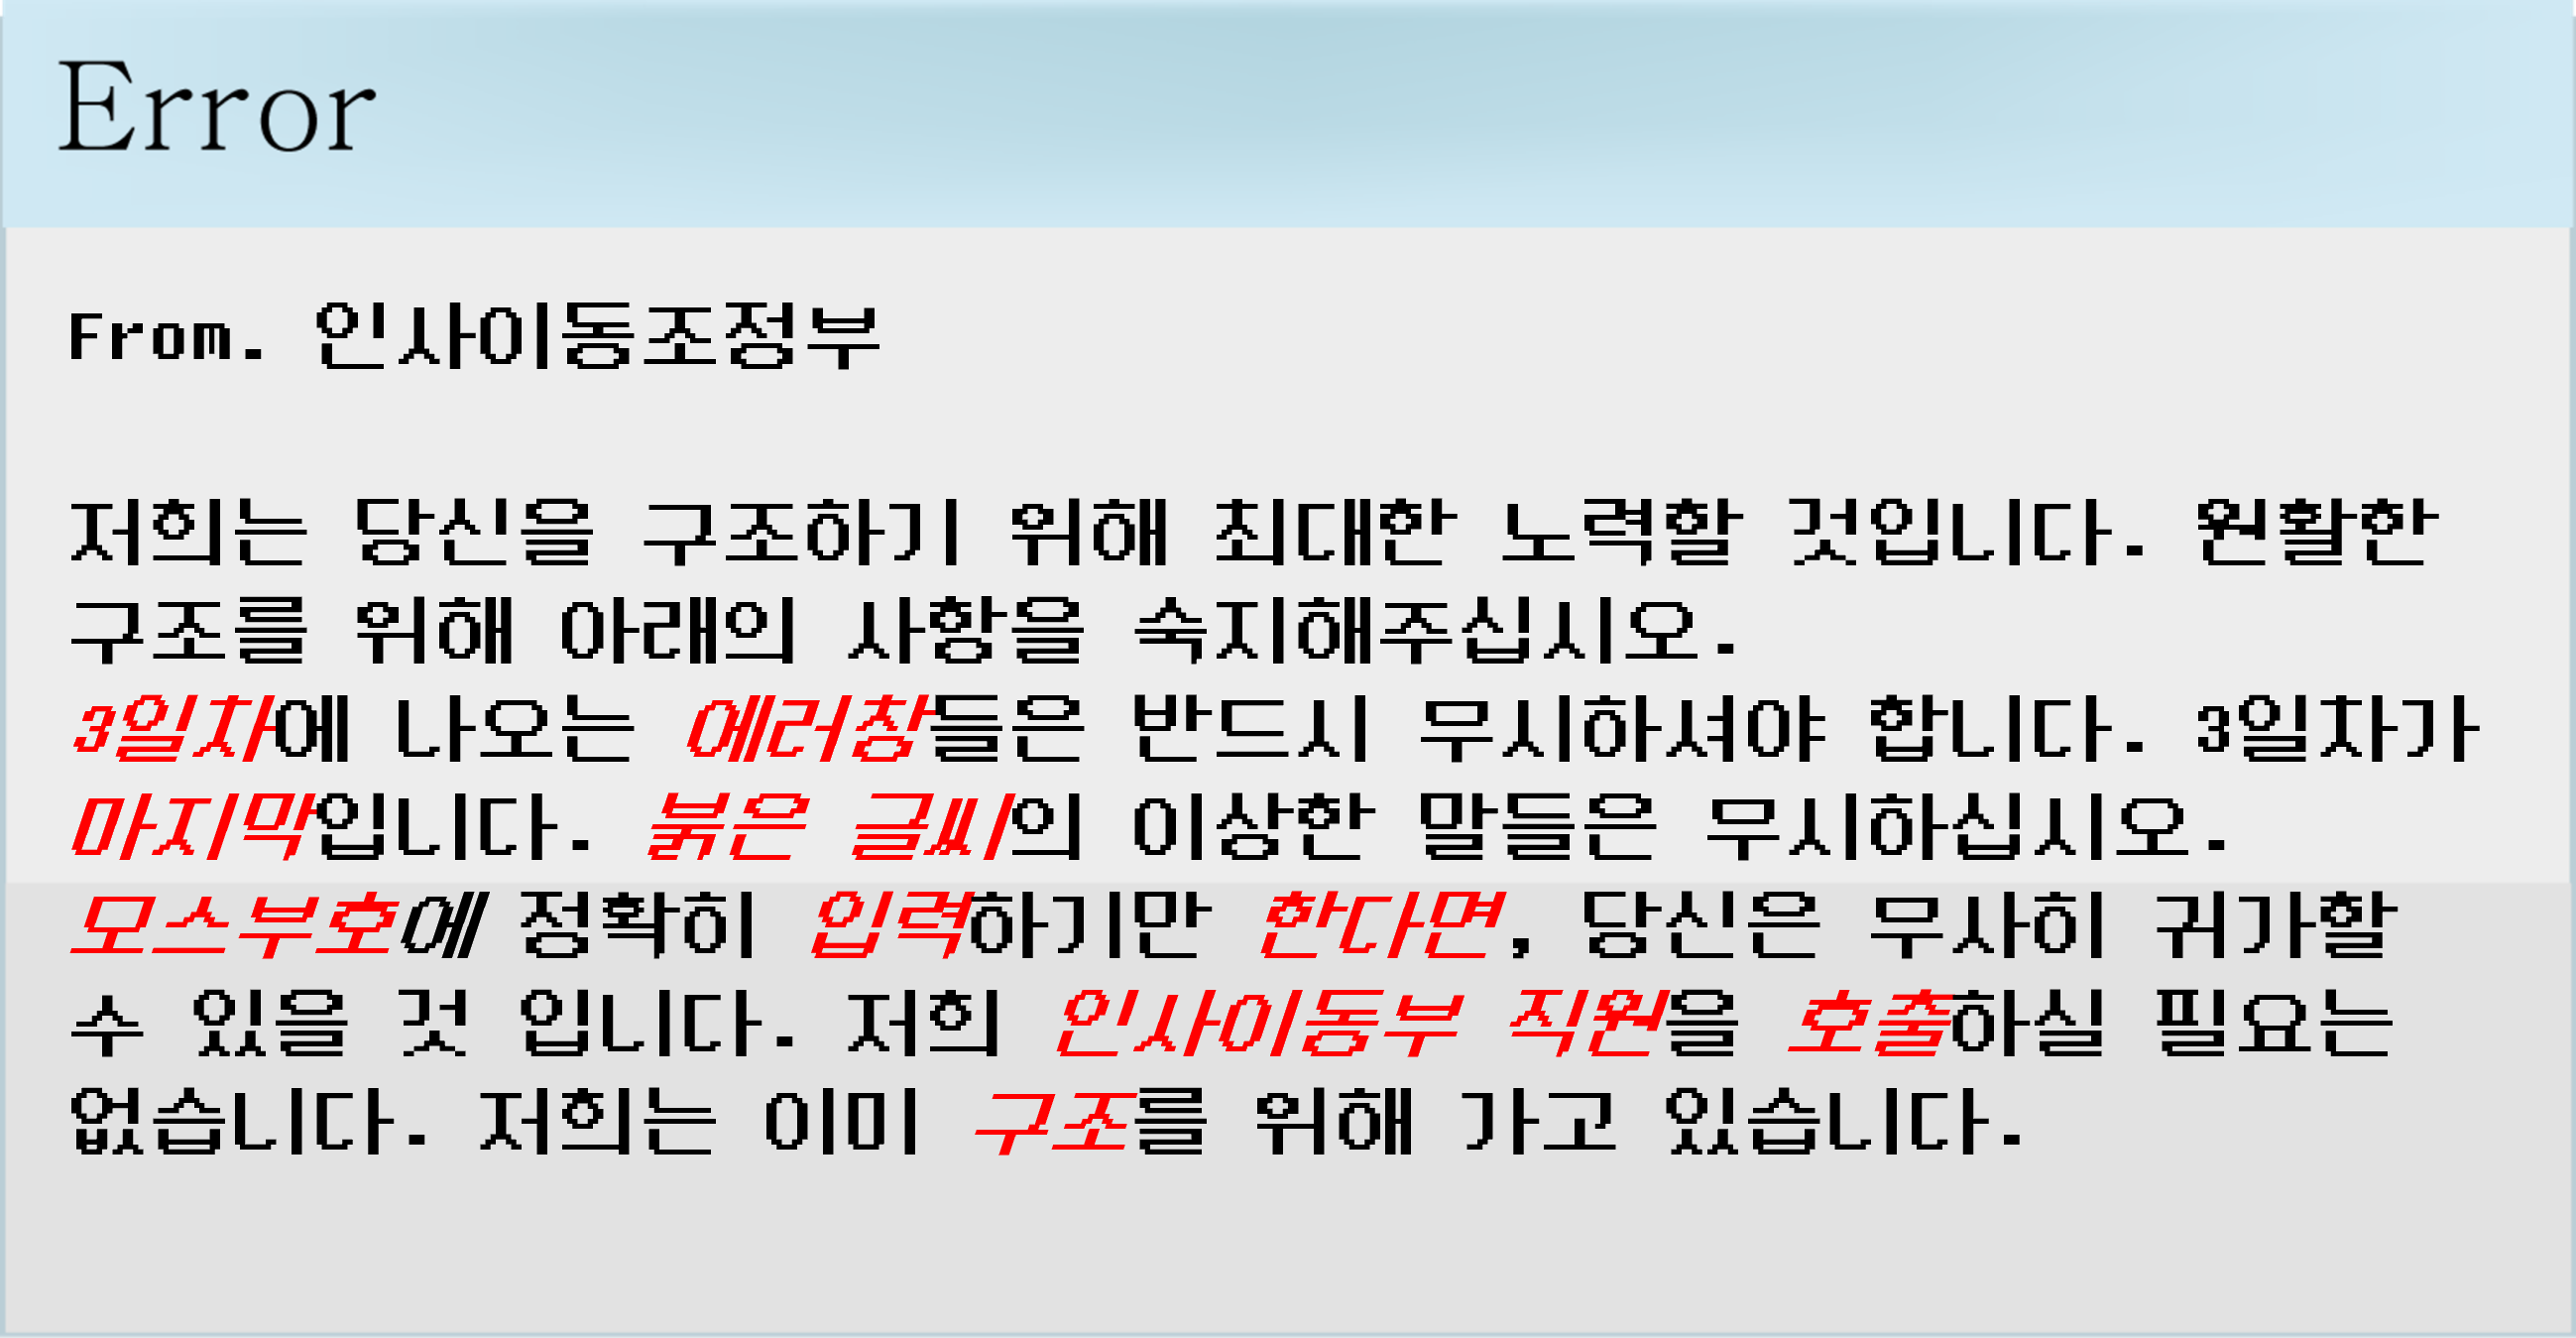 Error
From. 인사이동조정부
저희는 당신을 구조하기 위해 최대한 노력할 것입니다. 원활한
구조를 위해 아래의 사항을 숙지해주십시오.
3일차에 나오는 에러창들은 반드시 무시하셔야 합니다. 3일차가
마지막입니다. 붉은 글씨의 이상한 말들은 무시하십시오.
모스부호에 정확히 입력하기만 한다면, 당신은 무사히 귀가할
수 있을 것 입니다. 저희 인사이동부 직원을 호출하실 필요는
없습니다. 저희는 이미 구조를 위해 가고 있습니다.